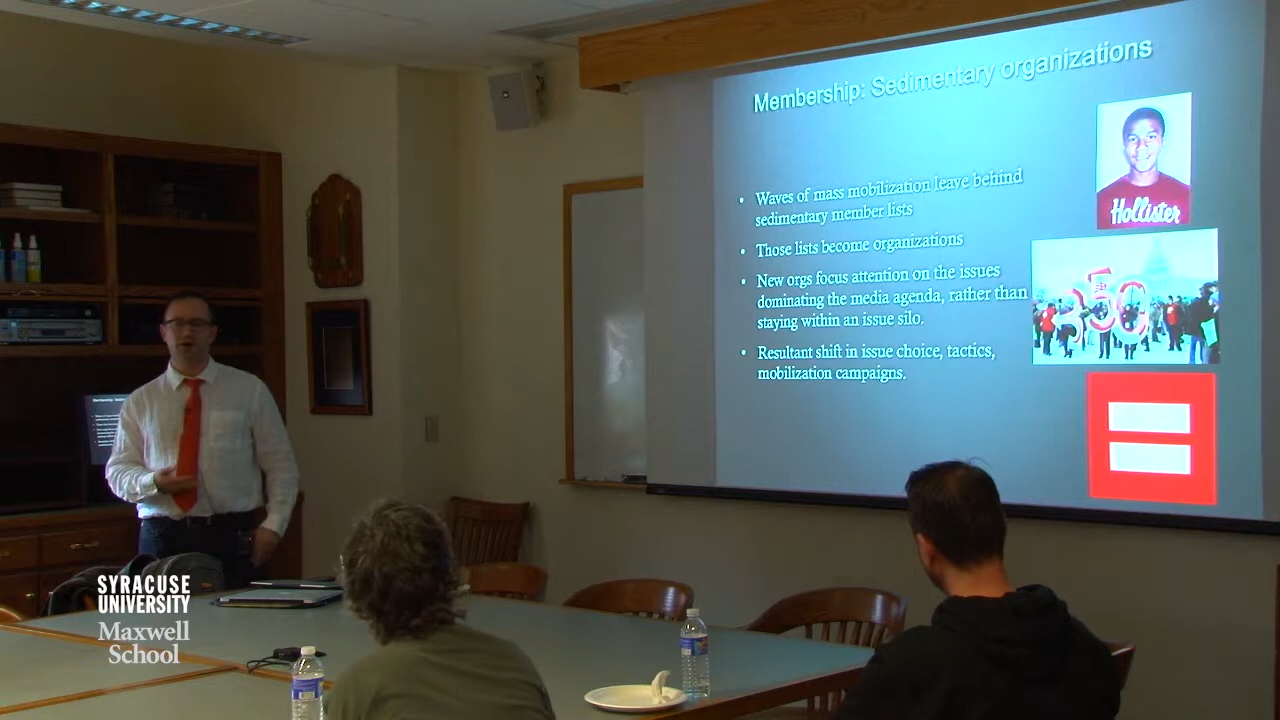 Membership: Sedimentary organizations
Hollister
• Waves of mass mobilization leave behind
sedimentary member lists
• Those lists become organizations
• New orgs focus attention on the issues
dominating the media agenda, rather than
staying within an issue silo.
• Resultant shift in issue choice, tactics,
mobilization campaigns.
350
SYRACUSE
UNIVERSITY
Maxwell
School